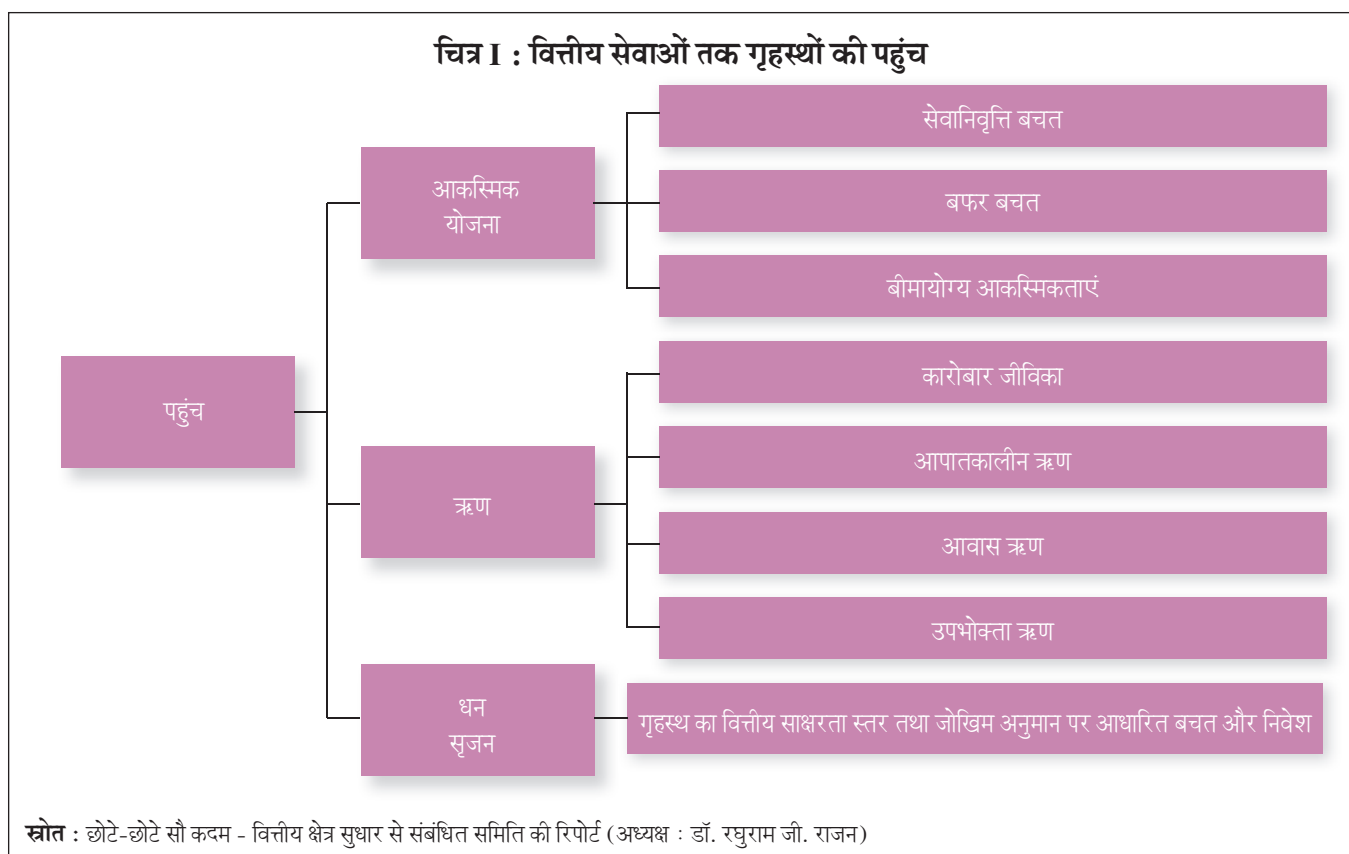 चित्र I : वित्तीय सेवाओं तक गृहस्थों की पहुंच
पहुंच
आकस्मिक
योजना
सेवानिवृत्ति बचत
बफर बचत
बीमायोग्य आकस्मिकताएं
ऋण
कारोबार जीविका
आपातकालीन ऋण
आवास ऋण
उपभोक्ता ऋण
धन
सृजन
गृहस्थ का वित्तीय साक्षरता स्तर तथा जोखिम अनुमान पर आधारित बचत और निवेश
स्रोत : छोटे-छोटे सौ कदम - वित्तीय क्षेत्र सुधार से संबंधित समिति की रिपोर्ट (अध्यक्ष : डॉ. रघुराम जी. राजन)